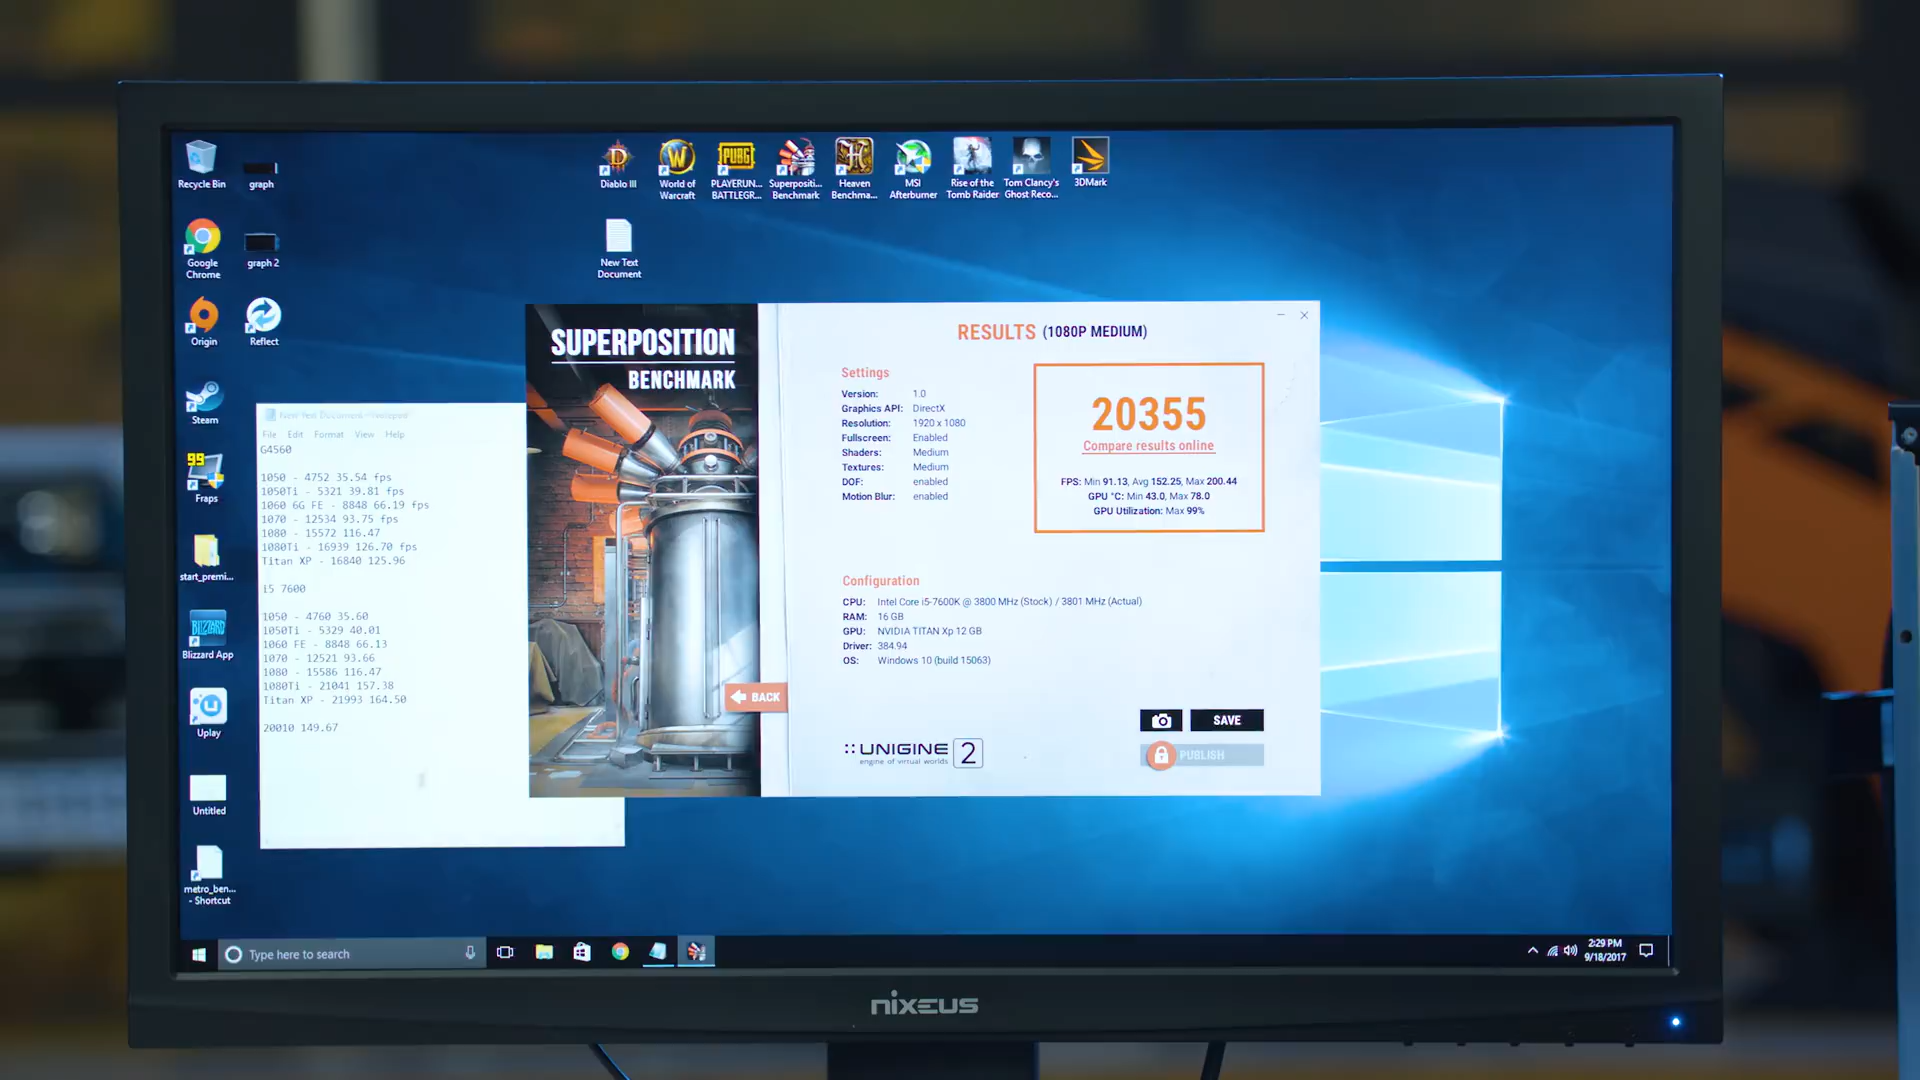 Recycle Bin
graph
Google
Chrome
graph 2
Origin
Reflect
Steam
99
Fraps
start_premi...
BLIZZARD
Blizzard App
Uplay
Untitled
metro_ben...
- Shortcut
Diablo III
World of
Warcraft
PUBG
PLAYERUN...
BATTLEGR...
Superpositi...
Benchmark
Heaven
Benchma...
MSI
Afterburner
Rise of the
Tomb Raider
Tom Clancy's
Ghost Reco...
3DMark
New Text
Document
New Text Document - Notepad
File Edit Format View Help
G4560
1050 - 4752 35.54 fps
1050Ti - 5321 39.81 fps
1060 6G FE - 8848 66.19 fps
1070 - 12534 93.75 fps
1080 - 15572 116.47
1080Ti - 16939 126.70 fps
Titan XP - 16840 125.96
i5 7600
1050 - 4760 35.60
1050Ti - 5329 40.01
1060 FE - 8848 66.13
1070 - 12521 93.66
1080 - 15586 116.47
1080Ti - 21041 157.38
Titan XP - 21993 164.50
20010 149.67
SUPERPOSITION
BENCHMARK
BACK
RESULTS (1080P MEDIUM)
Settings
Version: 1.0
Graphics API: DirectX
Resolution: 1920 x 1080
Fullscreen: Enabled
Shaders: Medium
Textures: Medium
DOF: enabled
Motion Blur: enabled
20355
Compare results online
FPS: Min 91.13, Avg 152.25, Max 200.44
GPU °C: Min 43.0, Max 78.0
GPU Utilization: Max 99%
Configuration
CPU: Intel Core i5-7600K @ 3800 MHz (Stock) / 3801 MHz (Actual)
RAM: 16 GB
GPU: NVIDIA TITAN Xp 12 GB
Driver: 384.94
OS: Windows 10 (build 15063)
SAVE
PUBLISH
UNIGINE 2
engine of virtual worlds
Type here to search
2:29 PM
9/18/2017
nixeus